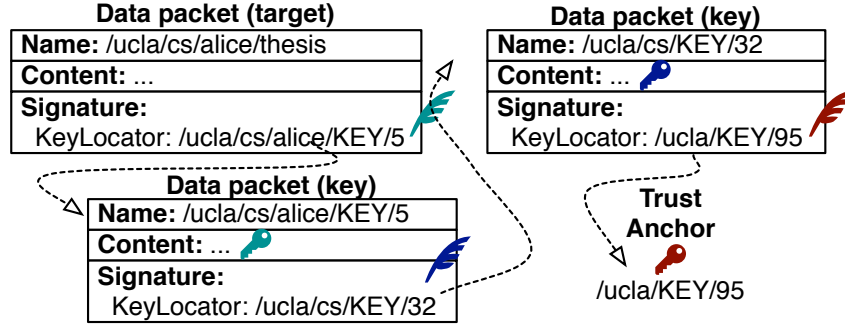 Data packet (target)
Name: /ucla/cs/alice/thesis
Content: ...
Signature:
KeyLocator: /ucla/cs/alice/KEY/5
Data packet (key)
Name: /ucla/cs/alice/KEY/5
Content: ...
Signature:
KeyLocator: /ucla/cs/KEY/32
Data packet (key)
Name: /ucla/cs/KEY/32
Content: ...
Signature:
KeyLocator: /ucla/KEY/95
Trust
Anchor
/ucla/KEY/95